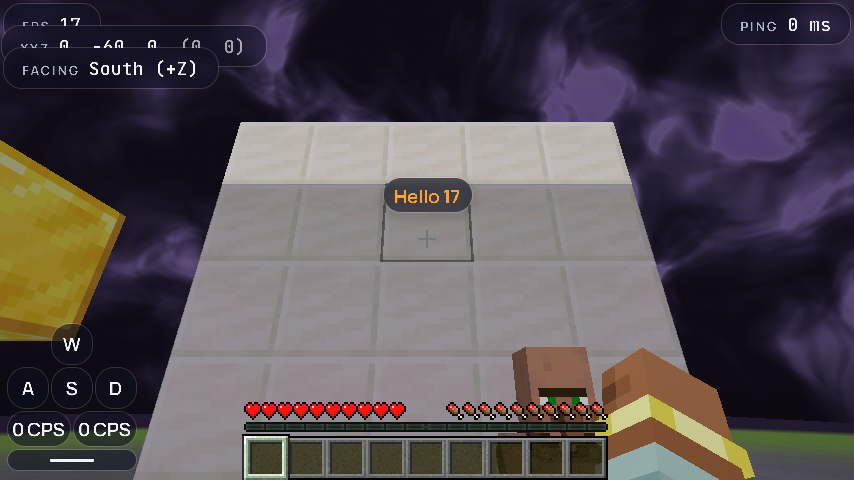 FPS 17
XYZ 0 -60 0 (0 0)
FACING South (+Z)
PING 0 ms
Hello 17
W
A S D
0 CPS 0 CPS